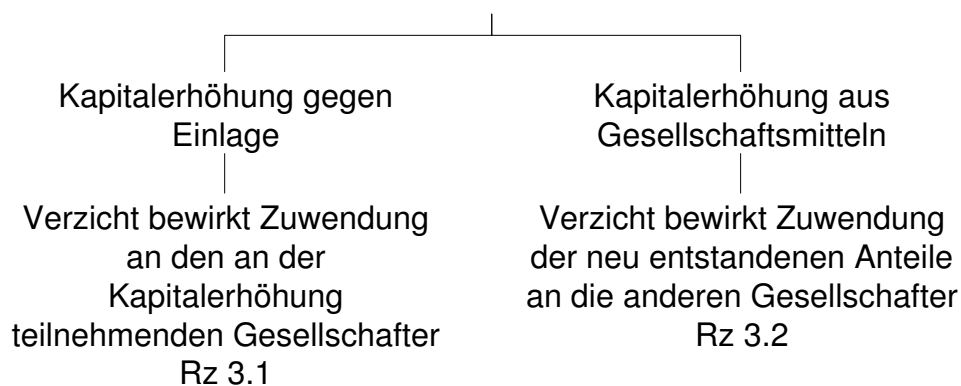 Kapitalerhöhung gegen
Einlage
Verzicht bewirkt Zuwendung
an den an der
Kapitalerhöhung
teilnehmenden Gesellschafter
Rz 3.1
Kapitalerhöhung aus
Gesellschaftsmitteln
Verzicht bewirkt Zuwendung
der neu entstandenen Anteile
an die anderen Gesellschafter
Rz 3.2